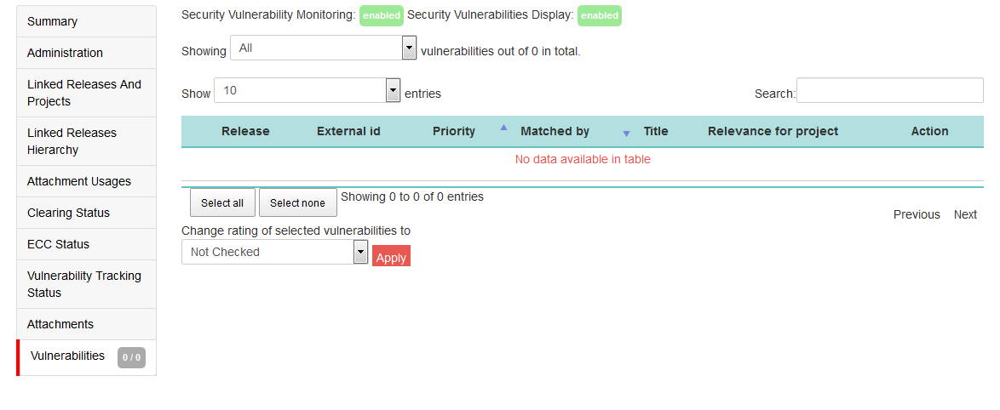 Summary
Administration
Linked Releases And
Projects
Linked Releases
Hierarchy
Attachment Usages
Clearing Status
ECC Status
Vulnerability Tracking
Status
Attachments
Vulnerabilities 0 / 0
Security Vulnerability Monitoring: enabled Security Vulnerabilities Display: enabled
Showing All vulnerabilities out of 0 in total.
Show 10 entries Search:
Release External id Priority Matched by Title Relevance for project Action
No data available in table
Select all Select none Showing 0 to 0 of 0 entries
Previous Next
Change rating of selected vulnerabilities to
Not Checked Apply